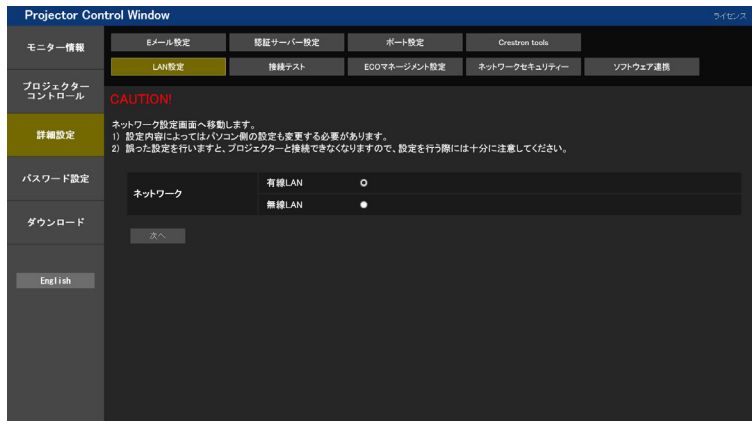 Projector Control Window
ライセンス
モニター情報
プロジェクター
コントロール
詳細設定
パスワード設定
ダウンロード
English
Eメール設定
認証サーバー設定
ポート設定
Crestron tools
LAN設定
接続テスト
ECOマネージメント設定
ネットワークセキュリティー
ソフトウェア連携
CAUTION!
ネットワーク設定画面へ移動します。
1) 設定内容によってはパソコン側の設定も変更する必要があります。
2) 誤った設定を行いますと、プロジェクターと接続できなくなりますので、設定を行う際には十分に注意してください。
ネットワーク
有線LAN
無線LAN
次へ